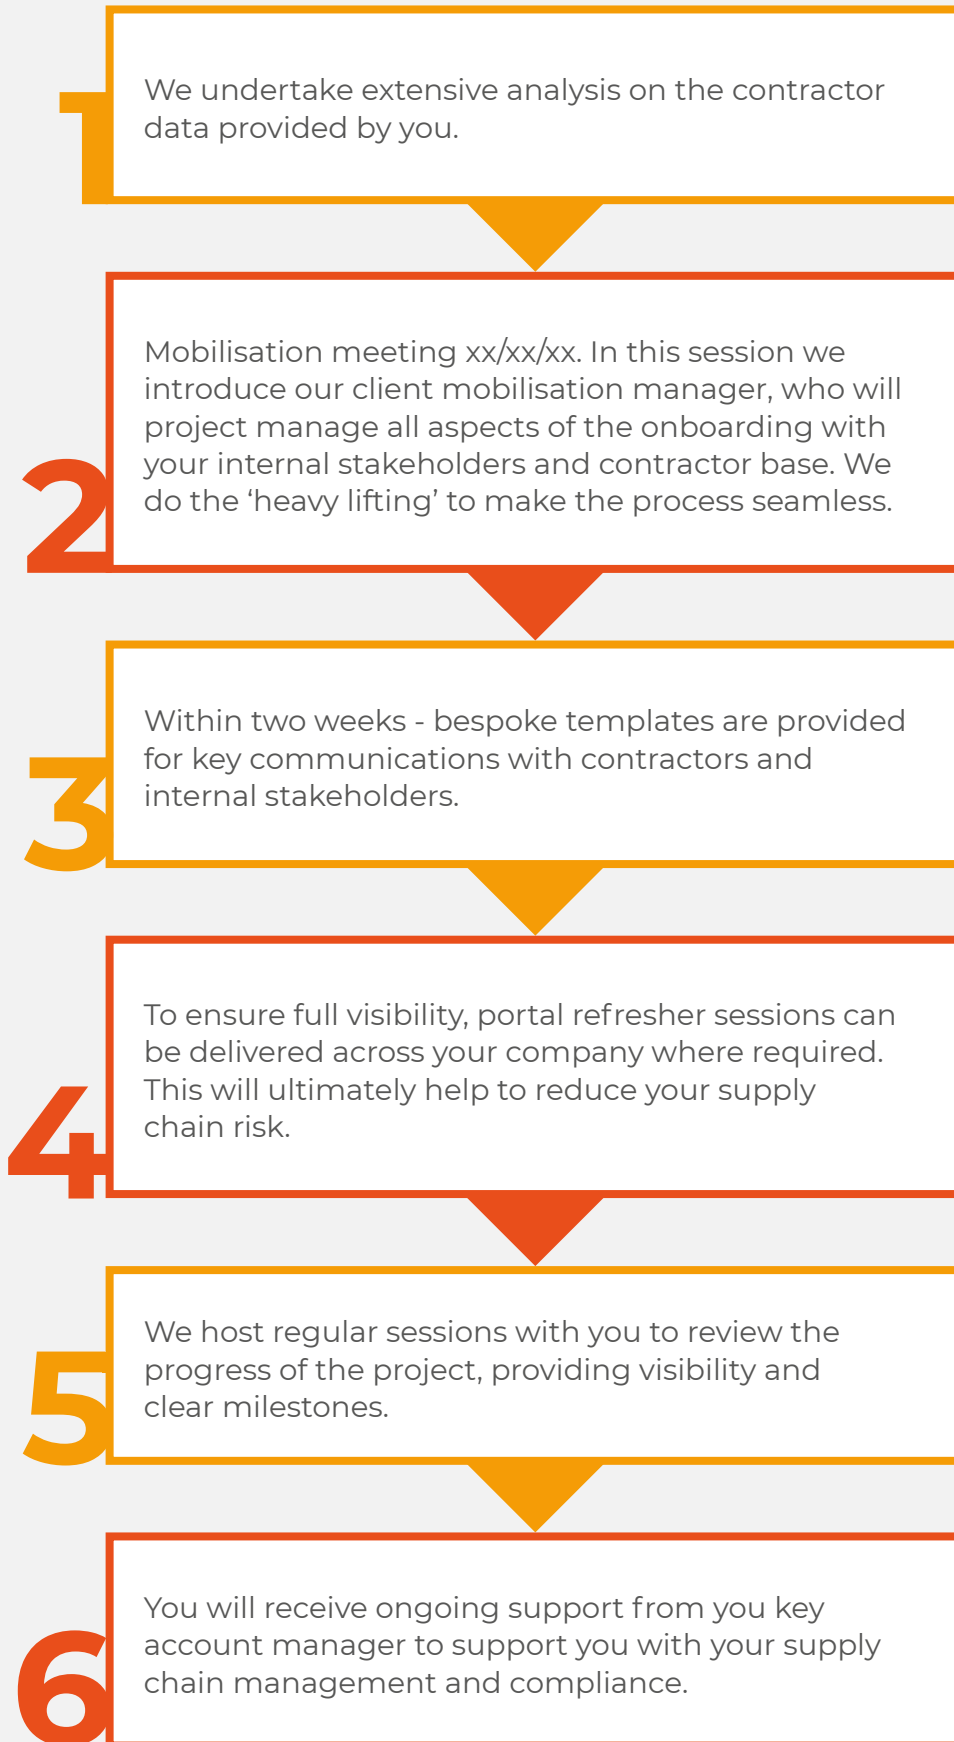 1
We undertake extensive analysis on the contractor
data provided by you.
2
Mobilisation meeting xx/xx/xx. In this session we
introduce our client mobilisation manager, who will
project manage all aspects of the onboarding with
your internal stakeholders and contractor base. We
do the ‘heavy lifting’ to make the process seamless.
3
Within two weeks - bespoke templates are provided
for key communications with contractors and
internal stakeholders.
4
To ensure full visibility, portal refresher sessions can
be delivered across your company where required.
This will ultimately help to reduce your supply
chain risk.
5
We host regular sessions with you to review the
progress of the project, providing visibility and
clear milestones.
6
You will receive ongoing support from you key
account manager to support you with your supply
chain management and compliance.